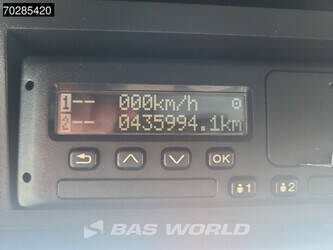 70285420
1 -- 000km/h
2 -- 0435994.1km
OK
1 2
BAS WORLD